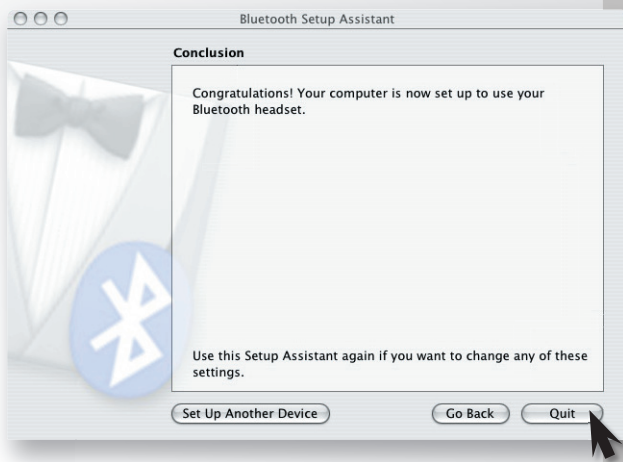 Bluetooth Setup Assistant
Conclusion
Congratulations! Your computer is now set up to use your
Bluetooth headset.
Use this Setup Assistant again if you want to change any of these
settings.
Set Up Another Device
Go Back
Quit